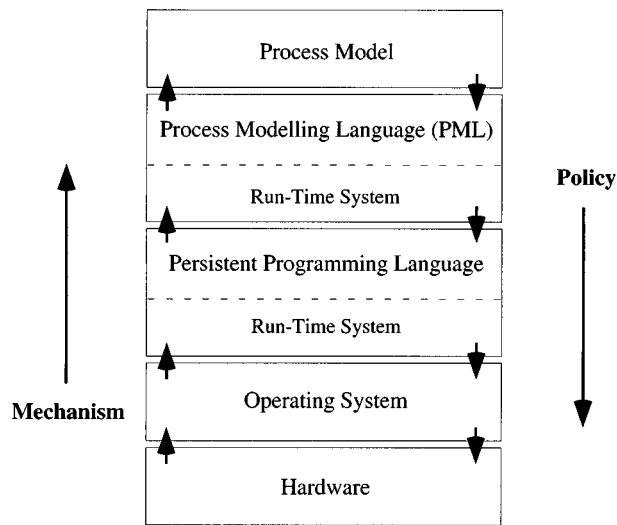 Process Model
Process Modelling Language (PML)
Run-Time System
Policy
Persistent Programming Language
Run-Time System
Mechanism
Operating System
Hardware